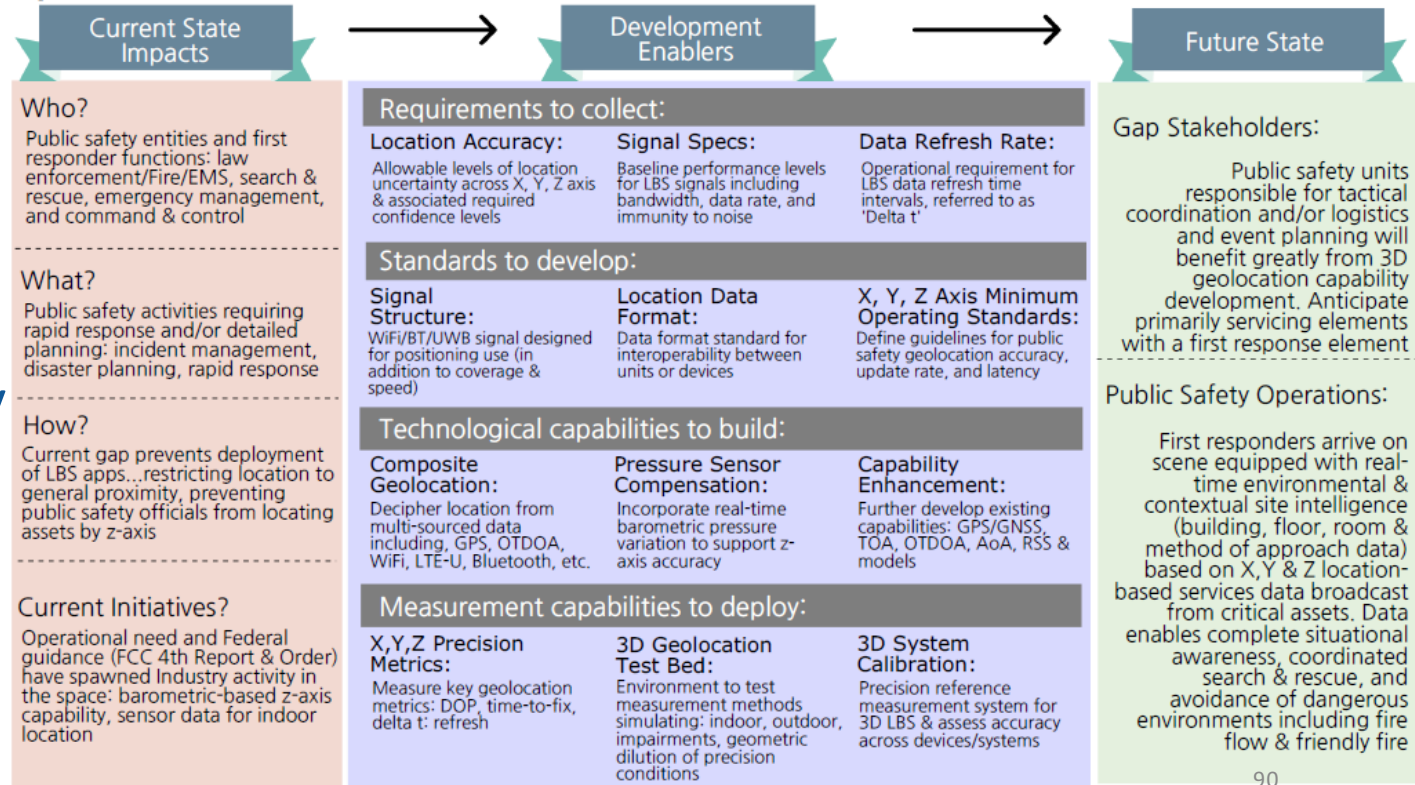 Current State
Impacts
Development
Enablers
Future State
Who?
Public safety entities and first
responder functions: law
enforcement/Fire/EMS, search &
rescue, emergency management,
and command & control
What?
Public safety activities requiring
rapid response and/or detailed
planning: incident management,
disaster planning, rapid response
How?
Current gap prevents deployment
of LBS apps...restricting location to
general proximity, preventing
public safety officials from locating
assets by z-axis
Current Initiatives?
Operational need and Federal
guidance (FCC 4th Report & Order)
have spawned Industry activity in
the space: barometric-based z-axis
capability, sensor data for indoor
location
Requirements to collect:
Location Accuracy:
Allowable levels of location
uncertainty across X, Y, Z axis
& associated required
confidence levels
Signal Specs:
Baseline performance levels
for LBS signals including
bandwidth, data rate, and
immunity to noise
Data Refresh Rate:
Operational requirement for
LBS data refresh time
intervals, referred to as
'Delta t'
Standards to develop:
Signal
Structure:
WiFi/BT/UWB signal designed
for positioning use (in
addition to coverage &
speed)
Location Data
Format:
Data format standard for
interoperability between
units or devices
X, Y, Z Axis Minimum
Operating Standards:
Define guidelines for public
safety geolocation accuracy,
update rate, and latency
Technological capabilities to build:
Composite
Geolocation:
Decipher location from
multi-sourced data
including, GPS, OTDOA,
WiFi, LTE-U, Bluetooth, etc.
Pressure Sensor
Compensation:
Incorporate real-time
barometric pressure
variation to support z-
axis accuracy
Capability
Enhancement:
Further develop existing
capabilities: GPS/GNSS,
TOA, OTDOA, AoA, RSS &
models
Measurement capabilities to deploy:
X,Y,Z Precision
Metrics:
Measure key geolocation
metrics: DOP, time-to-fix,
delta t: refresh
3D Geolocation
Test Bed:
Environment to test
measurement methods
simulating: indoor, outdoor,
impairments, geometric
dilution of precision
conditions
3D System
Calibration:
Precision reference
measurement system for
3D LBS & assess accuracy
across devices/systems
Gap Stakeholders:
Public safety units
responsible for tactical
coordination and/or logistics
and event planning will
benefit greatly from 3D
geolocation capability
development. Anticipate
primarily servicing elements
with a first response element
Public Safety Operations:
First responders arrive on
scene equipped with real-
time environmental &
contextual site intelligence
(building, floor, room &
method of approach data)
based on X,Y & Z location-
based services data broadcast
from critical assets. Data
enables complete situational
awareness, coordinated
search & rescue, and
avoidance of dangerous
environments including fire
flow & friendly fire
90